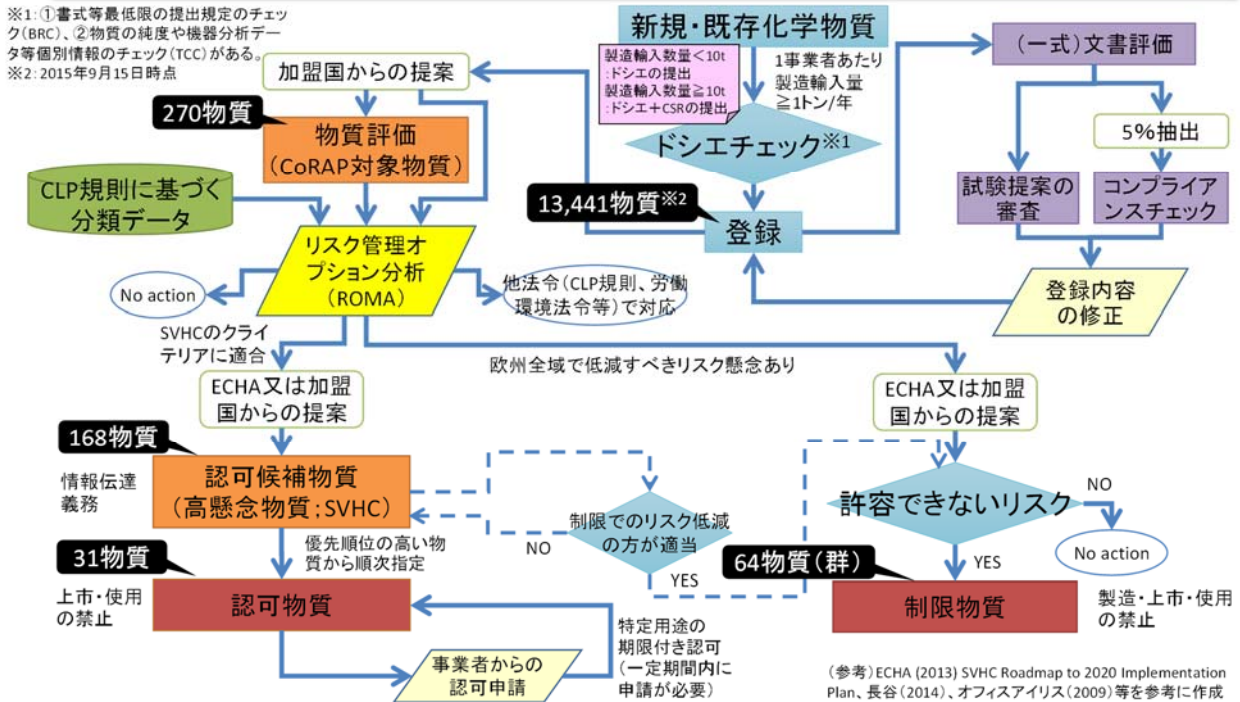 ※1:①書式等最低限の提出規定のチェッ
ク(BRC)、②物質の純度や機器分析デー
タ等個別情報のチェック(TCC)がある。
※2:2015年9月15日時点
新規・既存化学物質
製造輸入数量<10t
:ドシエの提出
製造輸入数量≧10t
:ドシエ+CSRの提出
1事業者あたり
製造輸入量
≧1トン/年
ドシエチェック※1
13,441物質※2
登録
(一式)文書評価
5%抽出
試験提案の
審査
コンプライア
ンスチェック
登録内容
の修正
加盟国からの提案
270物質
物質評価
(CoRAP対象物質)
CLP規則に基づく
分類データ
リスク管理オ
プション分析
(ROMA)
No action
他法令(CLP規則、労働
環境法令等)で対応
SVHCのクライ
テリアに適合
欧州全域で低減すべきリスク懸念あり
ECHA又は加盟
国からの提案
ECHA又は加盟
国からの提案
168物質
情報伝達
義務
認可候補物質
(高懸念物質;SVHC)
制限でのリスク低減
の方が適当
NO
YES
許容できないリスク
NO
No action
YES
優先順位の高い物
質から順次指定
31物質
上市・使用
の禁止
認可物質
64物質(群)
制限物質
製造・上市・使用
の禁止
事業者からの
認可申請
特定用途の
期限付き認可
(一定期間内に
申請が必要)
(参考)ECHA (2013) SVHC Roadmap to 2020 Implementation
Plan、長谷(2014)、オフィスアイリス(2009)等を参考に作成